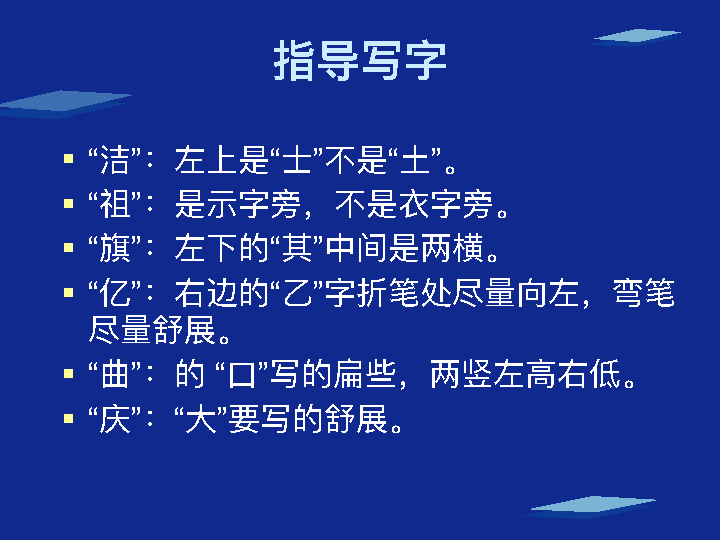 指导写字
“洁”：左上是“士”不是“土”。
“祖”：是示字旁，不是衣字旁。
“旗”：左下的“其”中间是两横。
“亿”：右边的“乙”字折笔处尽量向左，弯笔
尽量舒展。
“曲”：的 “口”写的扁些，两竖左高右低。
“庆”：“大”要写的舒展。